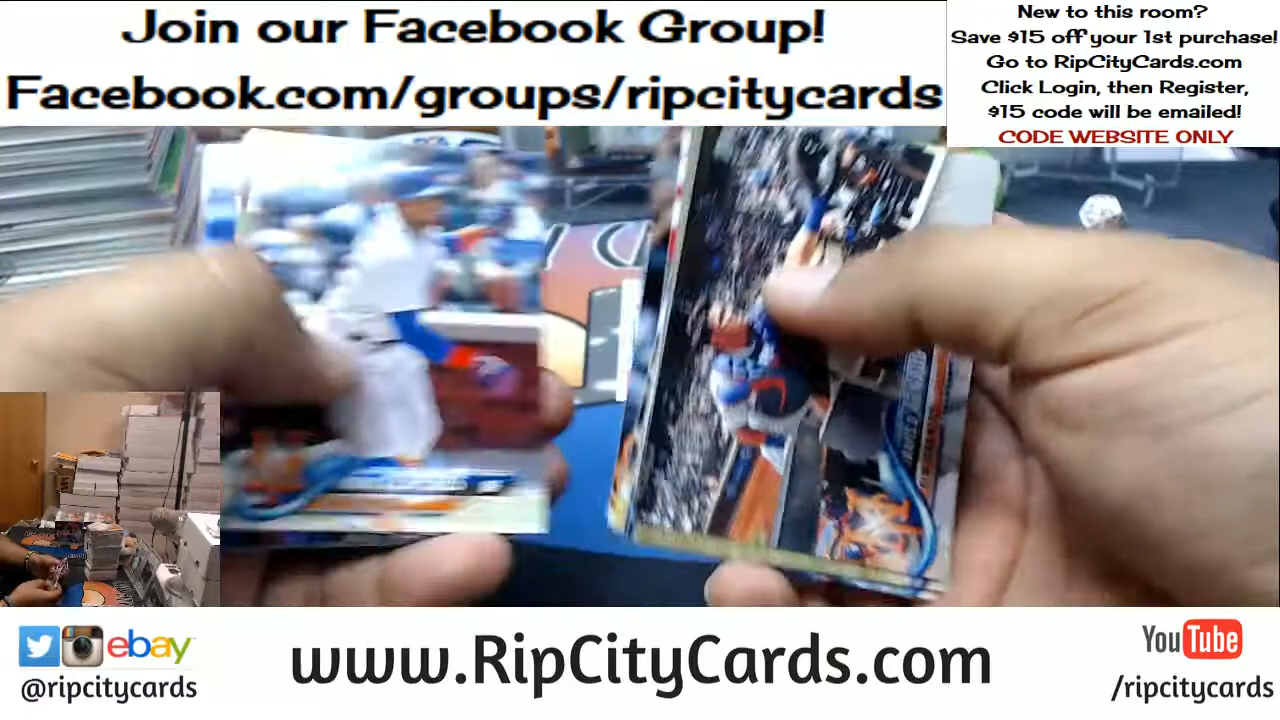 Join our Facebook Group!
Facebook.com/groups/ripcitycards
New to this room?
Save $15 off your 1st purchase!
Go to RipCityCards.com
Click Login, then Register,
$15 code will be emailed!
CODE WEBSITE ONLY
ebay
@ripcitycards
www.RipCityCards.com
YouTube
/ripcitycards